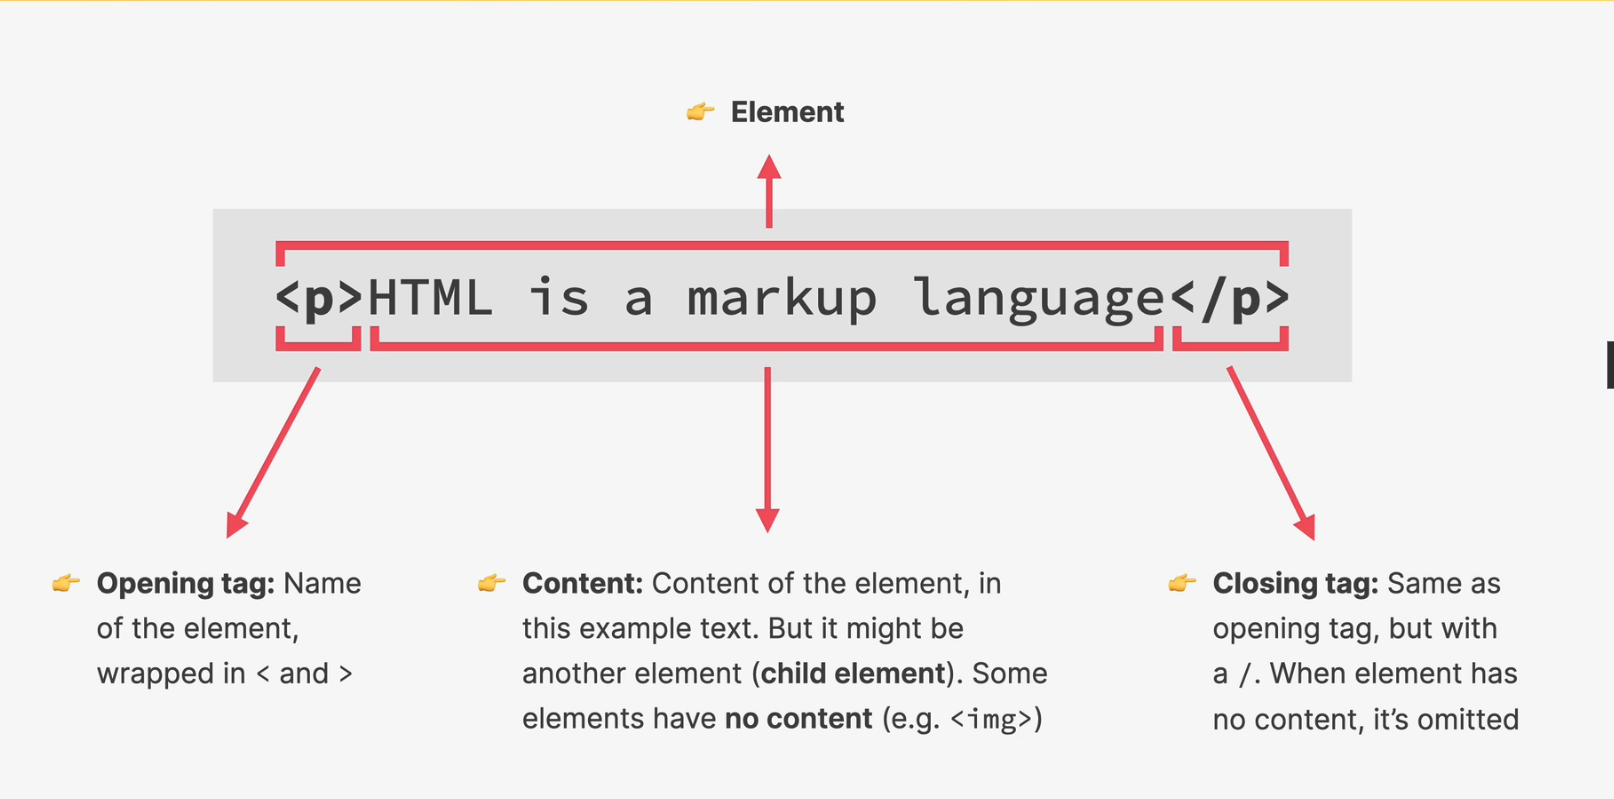 👉 Element
<p>HTML is a markup language</p>
👉 Opening tag: Name
of the element,
wrapped in < and >
👉 Content: Content of the element, in
this example text. But it might be
another element (child element). Some
elements have no content (e.g. <img>)
👉 Closing tag: Same as
opening tag, but with
a /. When element has
no content, it’s omitted